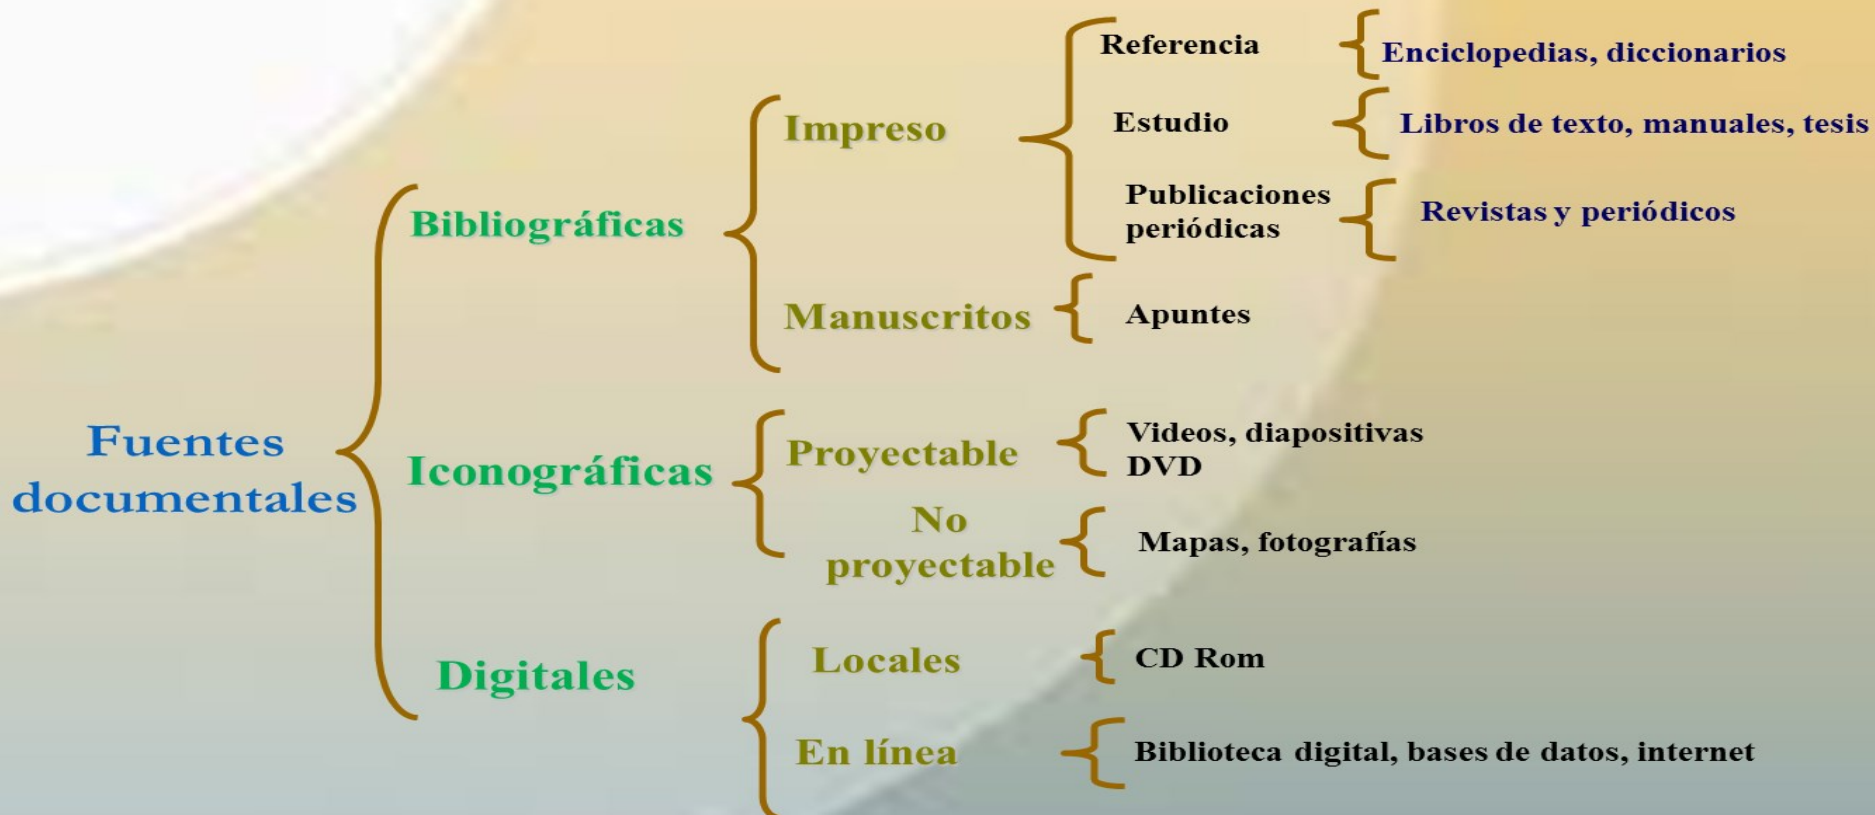 Fuentes
documentales
Bibliográficas
Impreso
Referencia
Enciclopedias, diccionarios
Estudio
Libros de texto, manuales, tesis
Publicaciones
periódicas
Revistas y periódicos
Manuscritos
Apuntes
Iconográficas
Proyectable
Videos, diapositivas
DVD
No
proyectable
Mapas, fotografías
Digitales
Locales
CD Rom
En línea
Biblioteca digital, bases de datos, internet